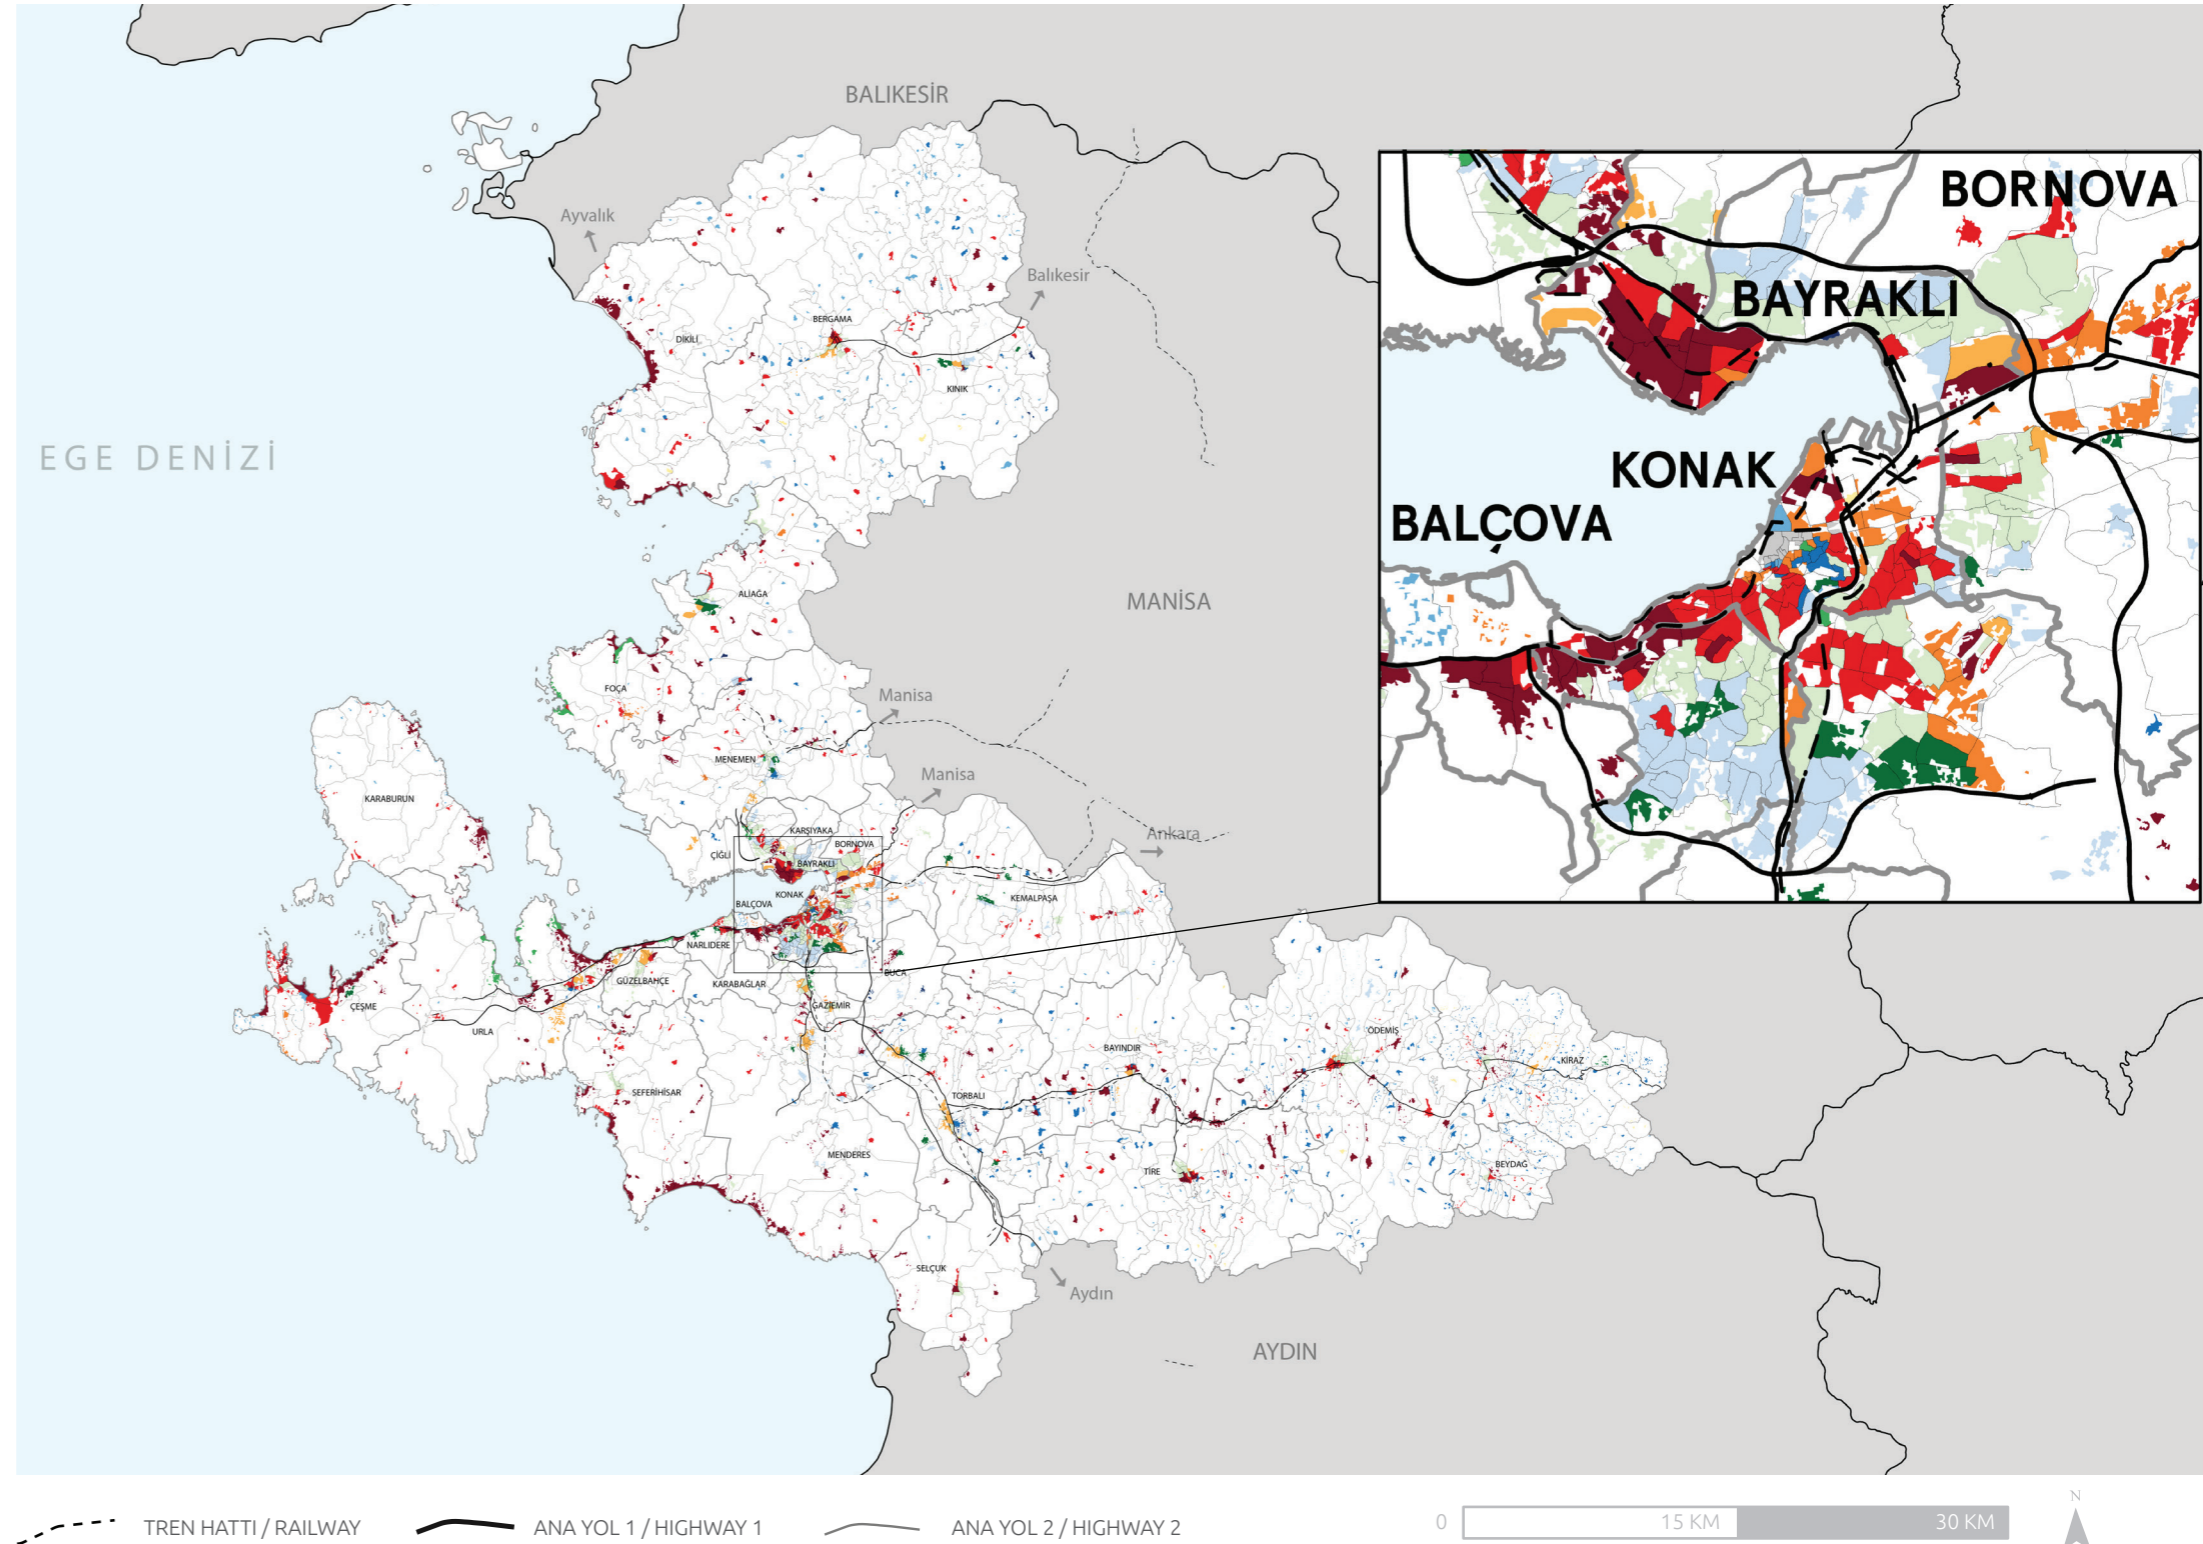 BALIKESİR
Ayvalık
Balıkesir
BERGAMA
DİKİLİ
KINIK
EGE DENİZİ
ALİAĞA
MANİSA
FOÇA
Manisa
MENEMEN
Manisa
KARABURUN
KARŞIYAKA
Ankara
BORNOVA
ÇİĞLİ
BAYRAKLI
KONAK
KEMALPAŞA
BALÇOVA
NARLIDERE
BUCA
GÜZELBAHÇE
KARABAĞLAR
GAZİEMİR
ÇEŞME
URLA
ÖDEMİŞ
BAYINDIR
KİRAZ
SEFERİHİSAR
TORBALI
MENDERES
TİRE
BEYDAĞ
SELÇUK
Aydın
AYDIN
BORNOVA
BAYRAKLI
KONAK
BALÇOVA
TREN HATTI / RAILWAY
ANA YOL 1 / HIGHWAY 1
ANA YOL 2 / HIGHWAY 2
0
15 KM
30 KM
N